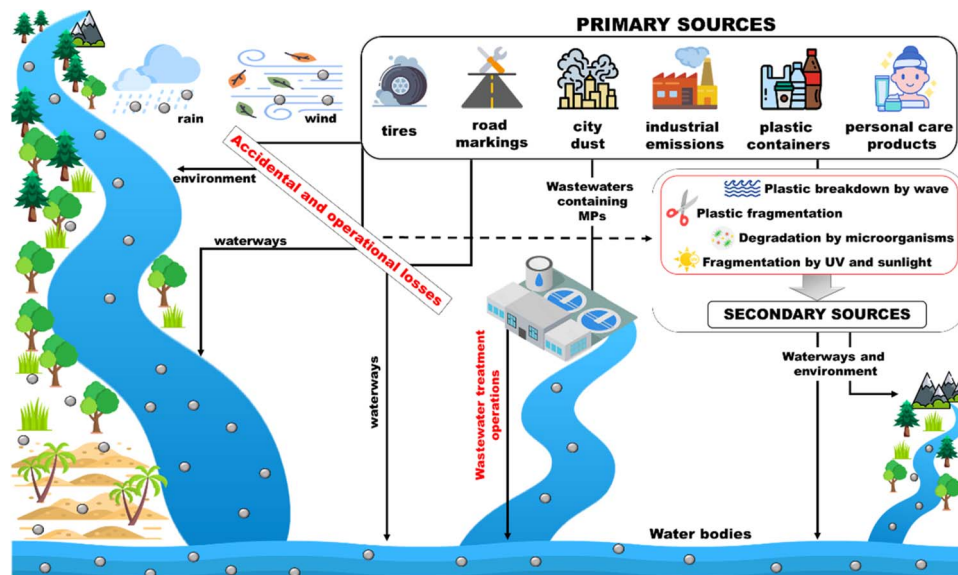 PRIMARY SOURCES
tires
road
markings
city
dust
industrial
emissions
plastic
containers
personal care
products
rain
wind
environment
Accidental and operational losses
waterways
waterways
Wastewaters
containing
MPs
Plastic breakdown by wave
Plastic fragmentation
Degradation by microorganisms
Fragmentation by UV and sunlight
SECONDARY SOURCES
Waterways and
environment
Wastewater treatment
operations
Water bodies